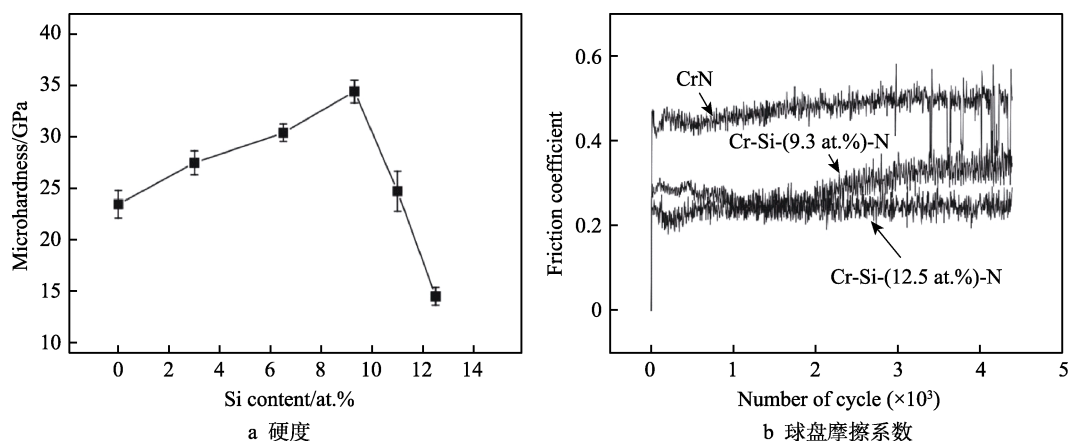 40
35
30
25
20
15
10
Microhardness/GPa
0 2 4 6 8 10 12 14
Si content/at.%
a 硬度
0.6
0.4
0.2
0
Friction coefficient
CrN
Cr-Si-(9.3 at.%)-N
Cr-Si-(12.5 at.%)-N
0 1 2 3 4 5
Number of cycle (×10³)
b 球盘摩擦系数